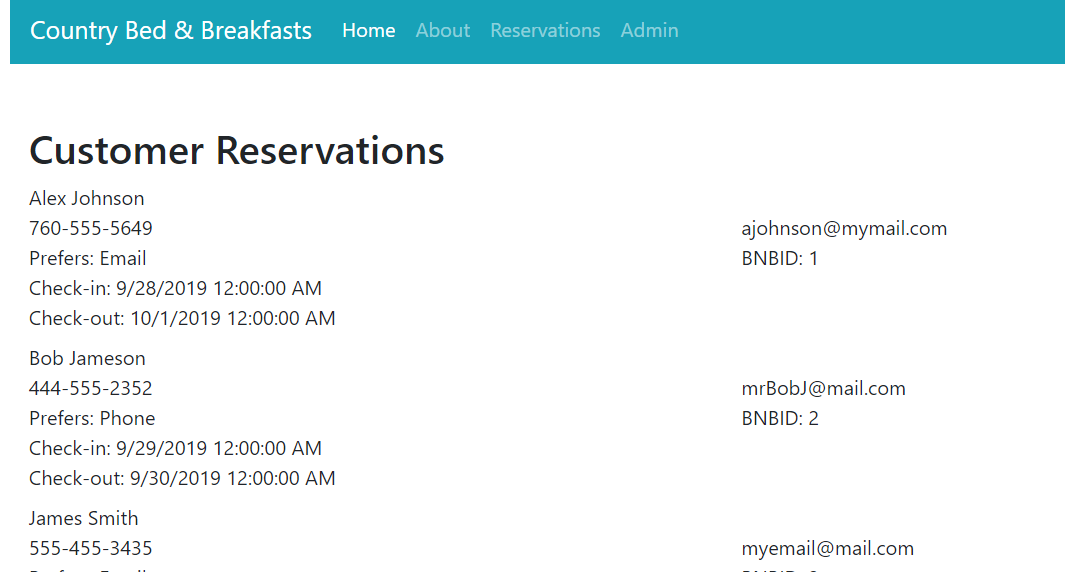 Country Bed & Breakfasts Home About Reservations Admin
Customer Reservations
Alex Johnson
760-555-5649 ajohnson@mymail.com
Prefers: Email BNBID: 1
Check-in: 9/28/2019 12:00:00 AM
Check-out: 10/1/2019 12:00:00 AM
Bob Jameson
444-555-2352 mrBobJ@mail.com
Prefers: Phone BNBID: 2
Check-in: 9/29/2019 12:00:00 AM
Check-out: 9/30/2019 12:00:00 AM
James Smith
555-455-3435 myemail@mail.com